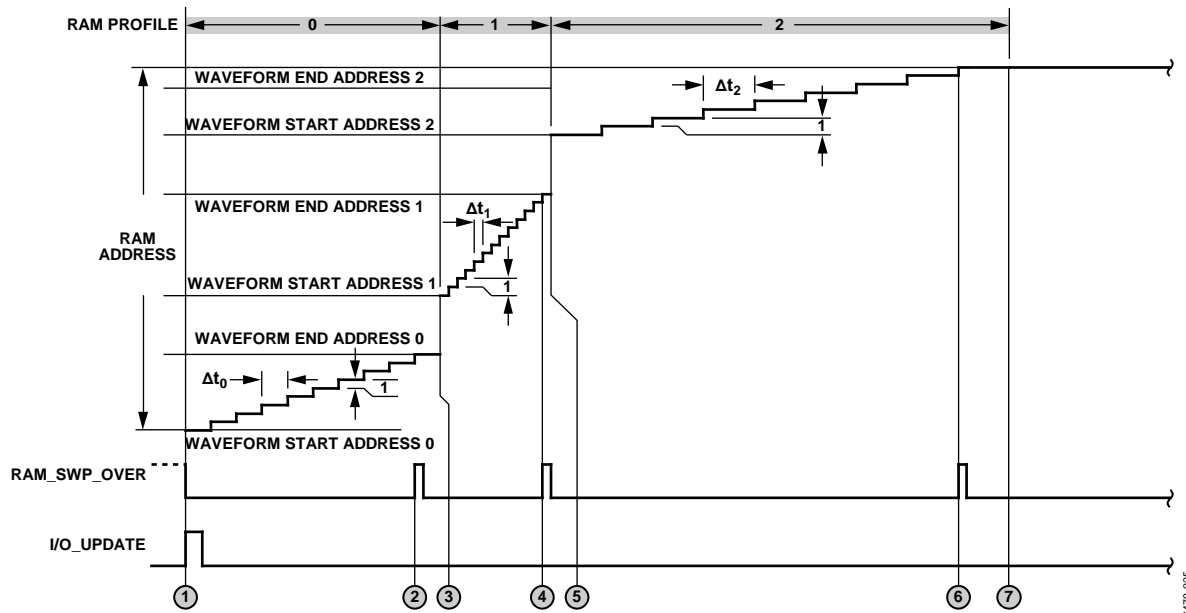 RAM PROFILE
0
1
2
WAVEFORM END ADDRESS 2
Δt2
WAVEFORM START ADDRESS 2
1
WAVEFORM END ADDRESS 1
Δt1
RAM
ADDRESS
WAVEFORM START ADDRESS 1
1
WAVEFORM END ADDRESS 0
Δt0
1
WAVEFORM START ADDRESS 0
RAM_SWP_OVER
I/O_UPDATE
1
2
3
4
5
6
7